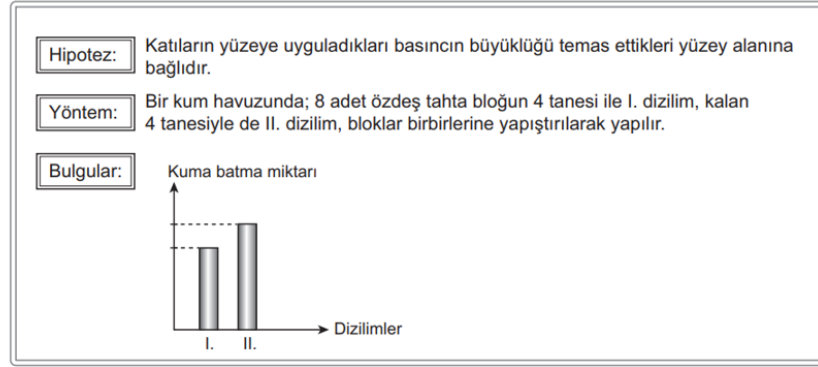 Hipotez:
Katıların yüzeye uyguladıkları basıncın büyüklüğü temas ettikleri yüzey alanına
bağlıdır.
Yöntem:
Bir kum havuzunda; 8 adet özdeş tahta bloğun 4 tanesi ile I. dizilim, kalan
4 tanesiyle de II. dizilim, bloklar birbirlerine yapıştırılarak yapılır.
Bulgular:
Kuma batma miktarı
Dizilimler
I. II.